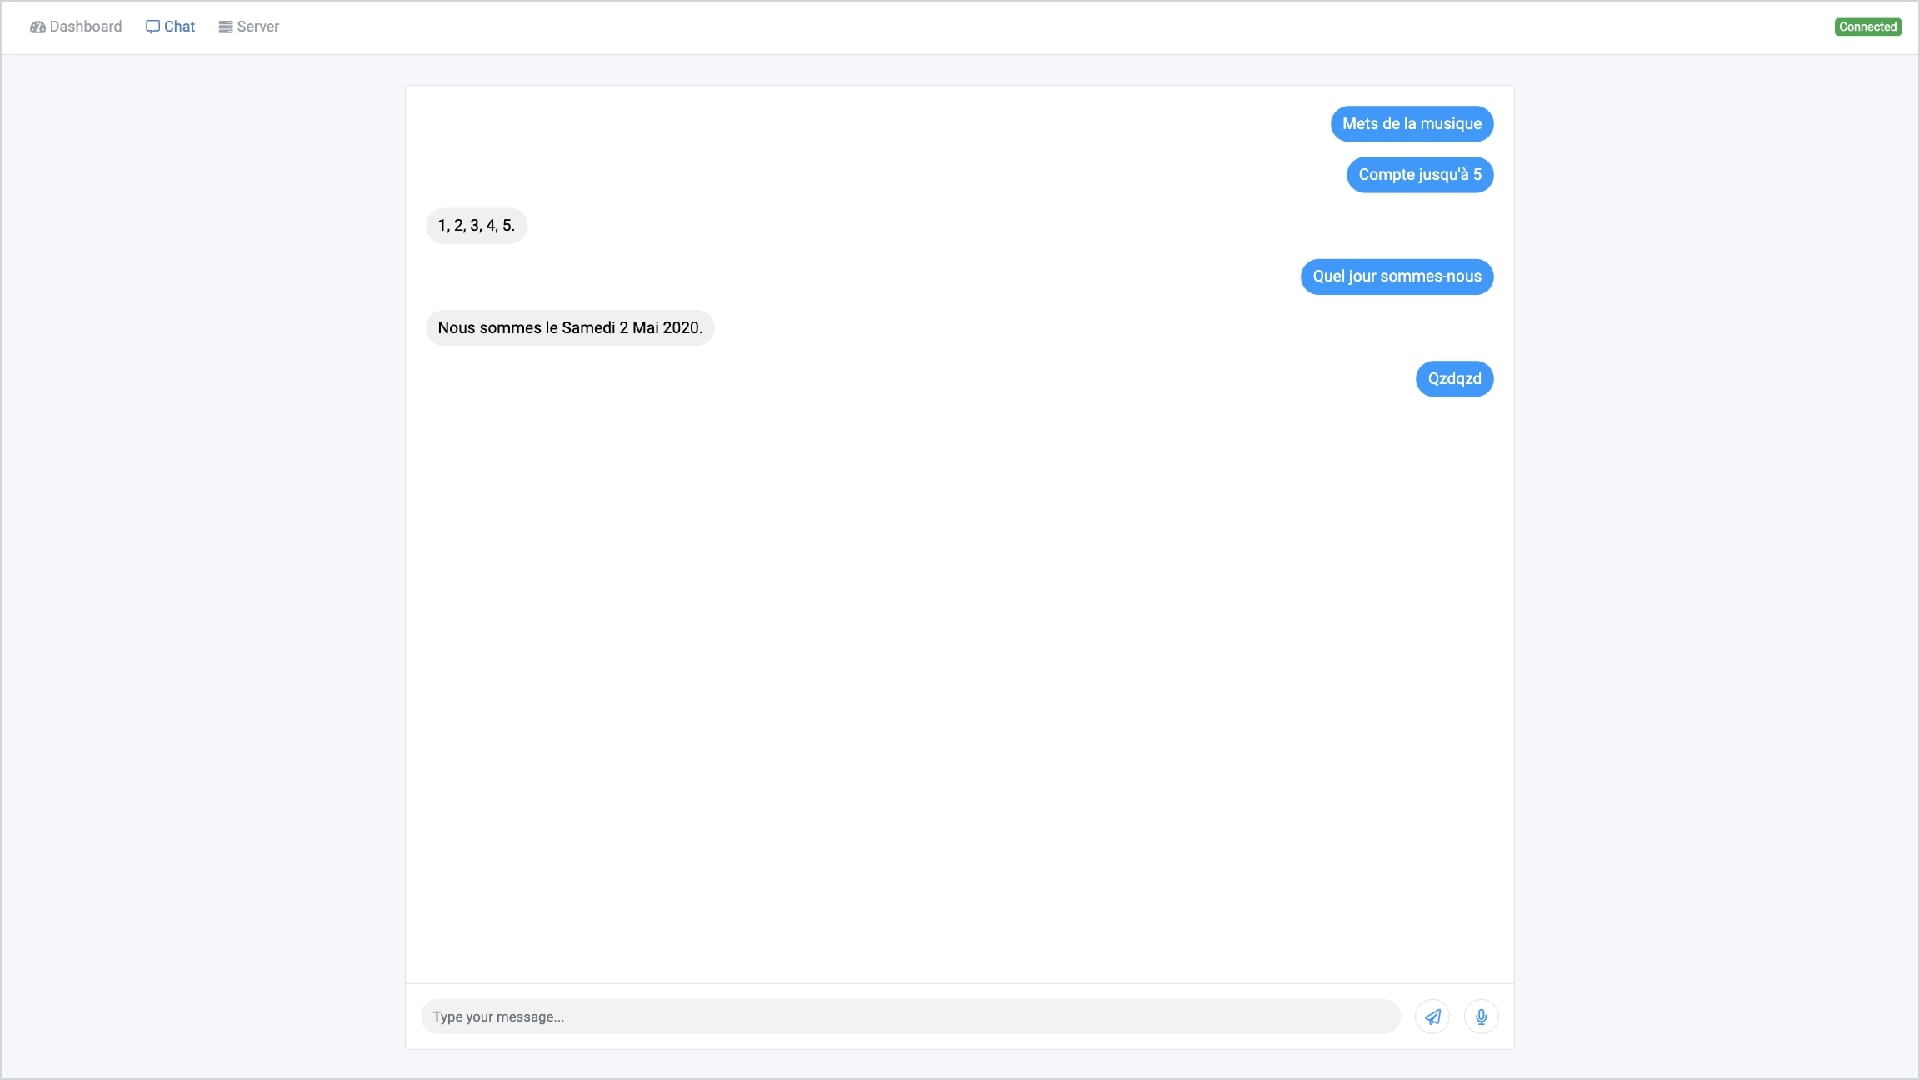 Dashboard Chat Server Connected
Mets de la musique
Compte jusqu'à 5
1, 2, 3, 4, 5.
Quel jour sommes-nous
Nous sommes le Samedi 2 Mai 2020.
Qzdqzd
Type your message...